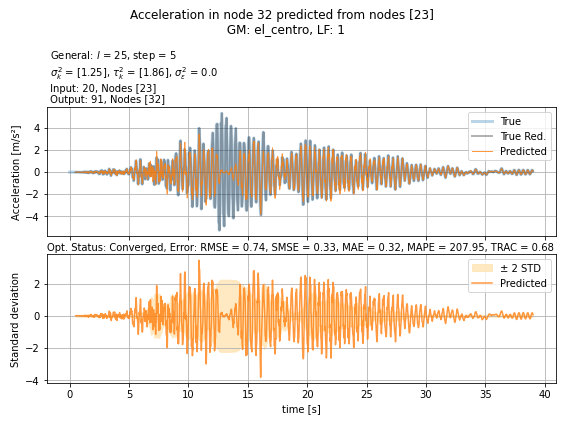 Acceleration in node 32 predicted from nodes [23]
GM: el_centro, LF: 1
General: l = 25, step = 5
σ²ₖ = [1.25], τ²ₖ = [1.86], σ²ε = 0.0
Input: 20, Nodes [23]
Output: 91, Nodes [32]
Acceleration [m/s²]
4
2
0
−2
−4
True
True Red.
Predicted
Opt. Status: Converged, Error: RMSE = 0.74, SMSE = 0.33, MAE = 0.32, MAPE = 207.95, TRAC = 0.68
Standard deviation
2
0
−2
−4
± 2 STD
Predicted
0 5 10 15 20 25 30 35 40
time [s]